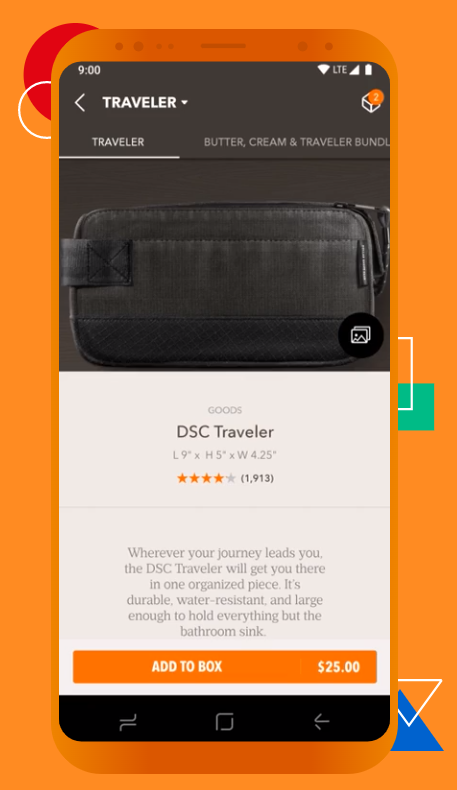 9:00
LTE
TRAVELER
2
TRAVELER
BUTTER, CREAM & TRAVELER BUNDL
GOODS
DSC Traveler
L 9" x H 5" x W 4.25"
(1,913)
Wherever your journey leads you,
the DSC Traveler will get you there
in one organized piece. It's
durable, water-resistant, and large
enough to hold everything but the
bathroom sink.
ADD TO BOX
$25.00